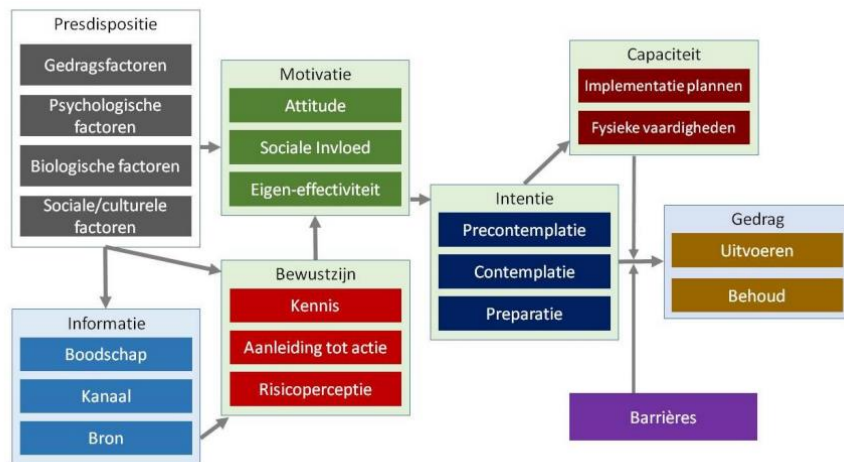 Presdispositie
Gedragsfactoren
Psychologische
factoren
Biologische factoren
Sociale/culturele
factoren
Informatie
Boodschap
Kanaal
Bron
Motivatie
Attitude
Sociale Invloed
Eigen-effectiviteit
Bewustzijn
Kennis
Aanleiding tot actie
Risicoperceptie
Intentie
Precontemplatie
Contemplatie
Preparatie
Capaciteit
Implementatie plannen
Fysieke vaardigheden
Gedrag
Uitvoeren
Behoud
Barrières